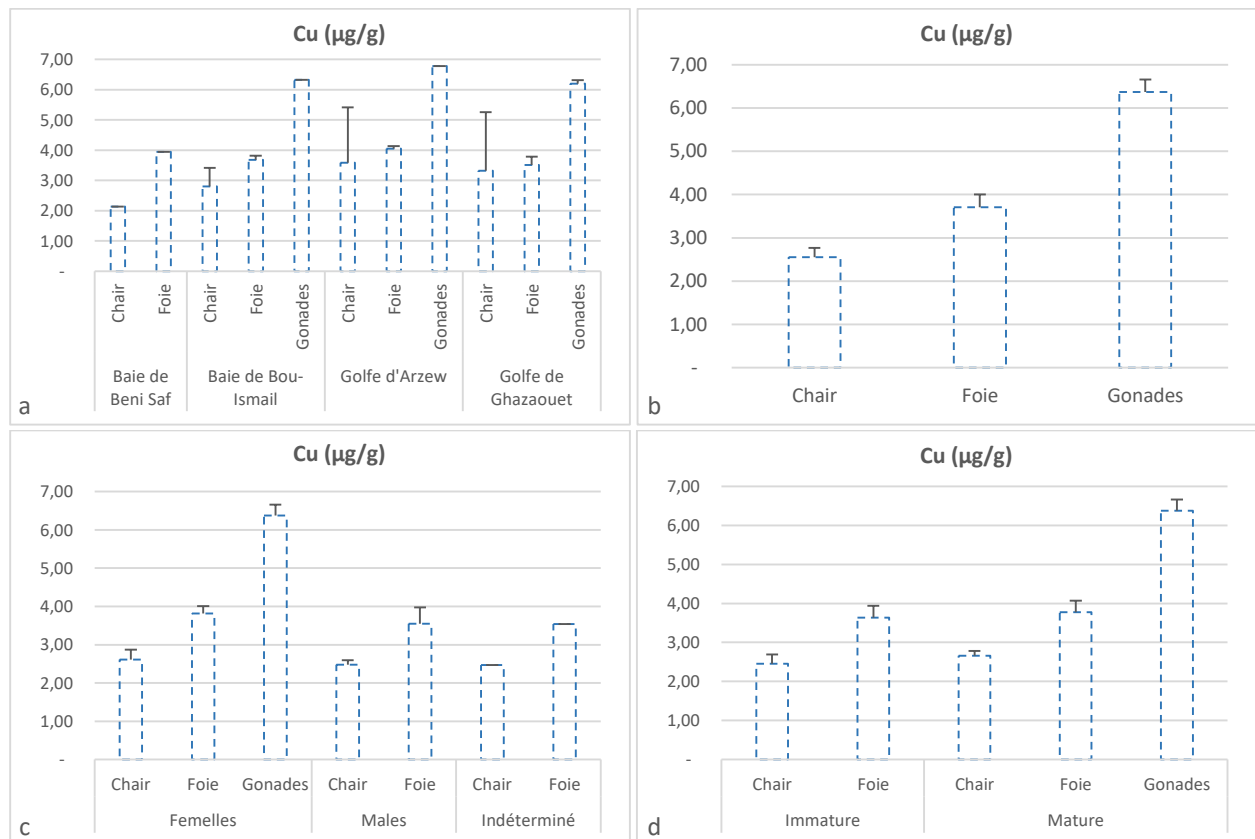 Cu (µg/g)
7,00
6,00
5,00
4,00
3,00
2,00
1,00
-
Chair
Foie
Chair
Foie
Gonades
Chair
Foie
Gonades
Chair
Foie
Gonades
Baie de
Beni Saf
Baie de Bou-
Ismail
Golfe d'Arzew
Golfe de
Ghazaouet
a
Cu (µg/g)
7,00
6,00
5,00
4,00
3,00
2,00
1,00
-
Chair
Foie
Gonades
b
Cu (µg/g)
7,00
6,00
5,00
4,00
3,00
2,00
1,00
-
Chair
Foie
Gonades
Chair
Foie
Chair
Foie
Femelles
Males
Indéterminé
c
Cu (µg/g)
7,00
6,00
5,00
4,00
3,00
2,00
1,00
-
Chair
Foie
Chair
Foie
Gonades
Immature
Mature
d